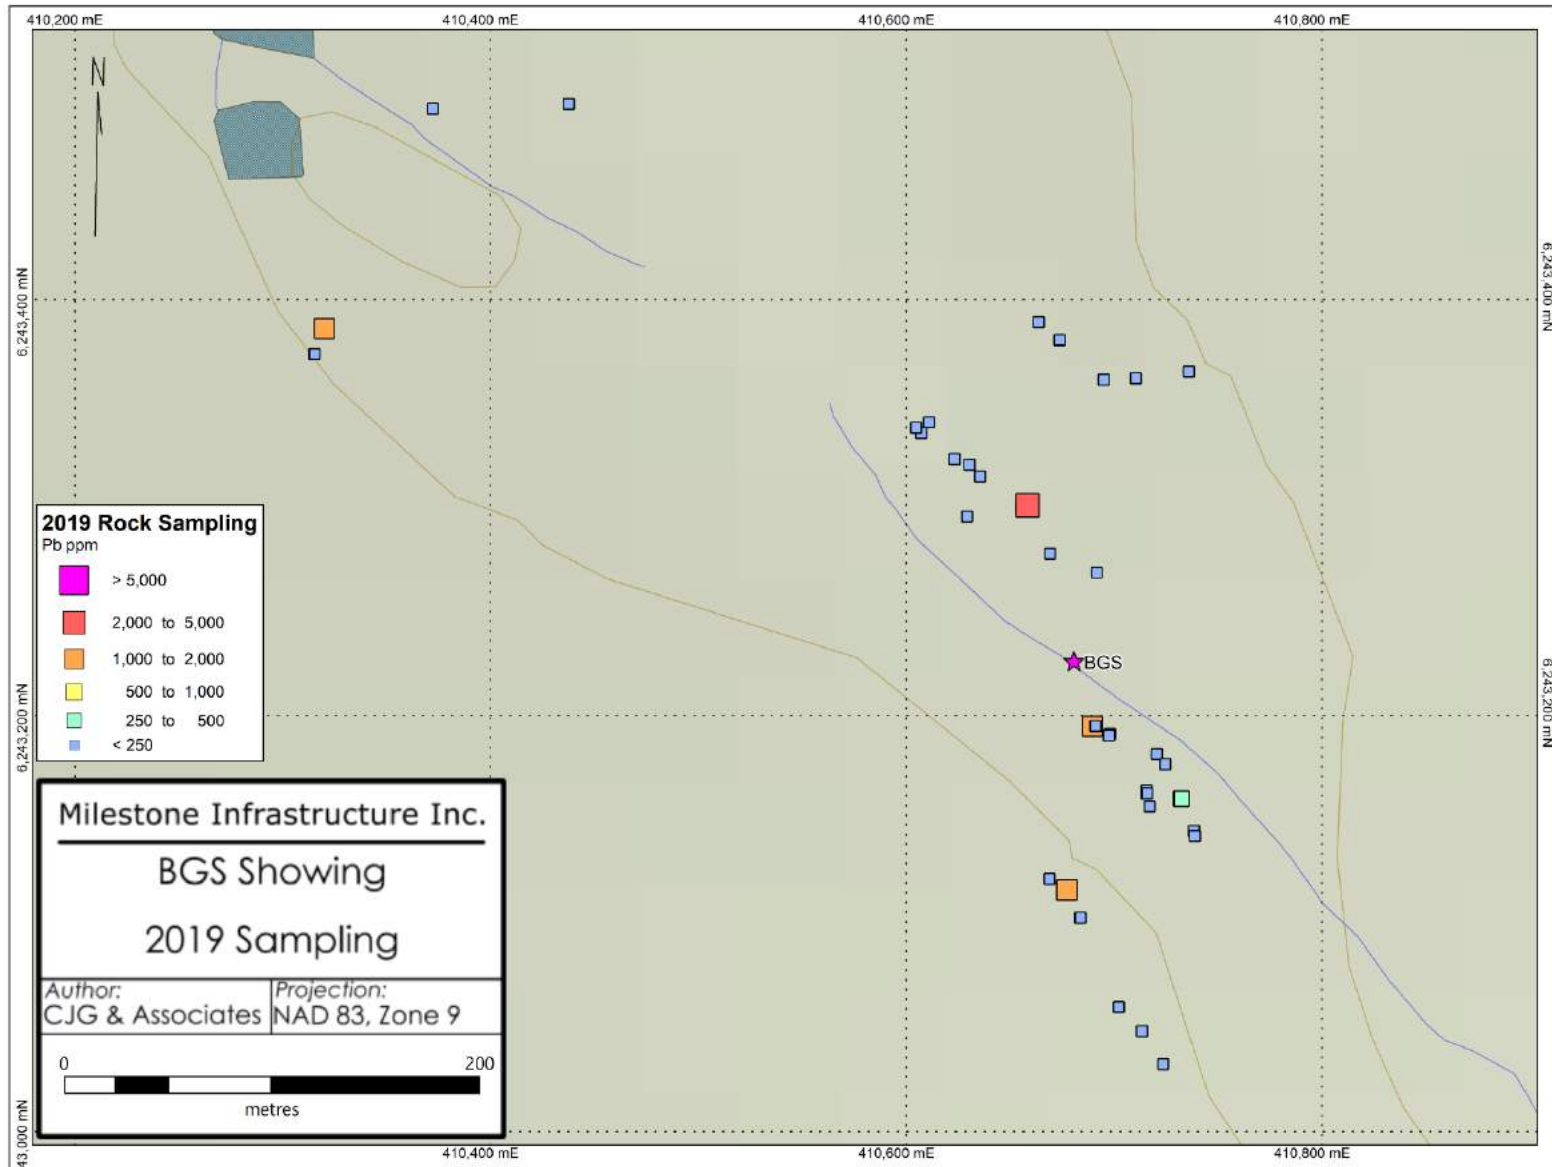 410,200 mE
410,400 mE
410,600 mE
410,800 mE
N
6,243,400 mN
6,243,400 mN
2019 Rock Sampling
Pb ppm
> 5,000
2,000 to 5,000
1,000 to 2,000
500 to 1,000
250 to 500
< 250
BGS
6,243,200 mN
6,243,200 mN
Milestone Infrastructure Inc.
BGS Showing
2019 Sampling
Author:
CJG & Associates
Projection:
NAD 83, Zone 9
0
200
metres
43,000 mN
410,400 mE
410,600 mE
410,800 mE